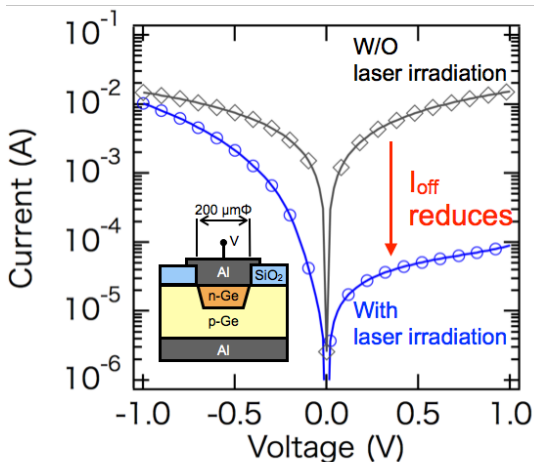 10⁻¹
10⁻²
10⁻³
10⁻⁴
10⁻⁵
10⁻⁶
Current (A)
W/O
laser irradiation
I_off
reduces
With
laser irradiation
200 μmΦ
V
Al
SiO₂
n-Ge
p-Ge
Al
-1.0 -0.5 0.0 0.5 1.0
Voltage (V)